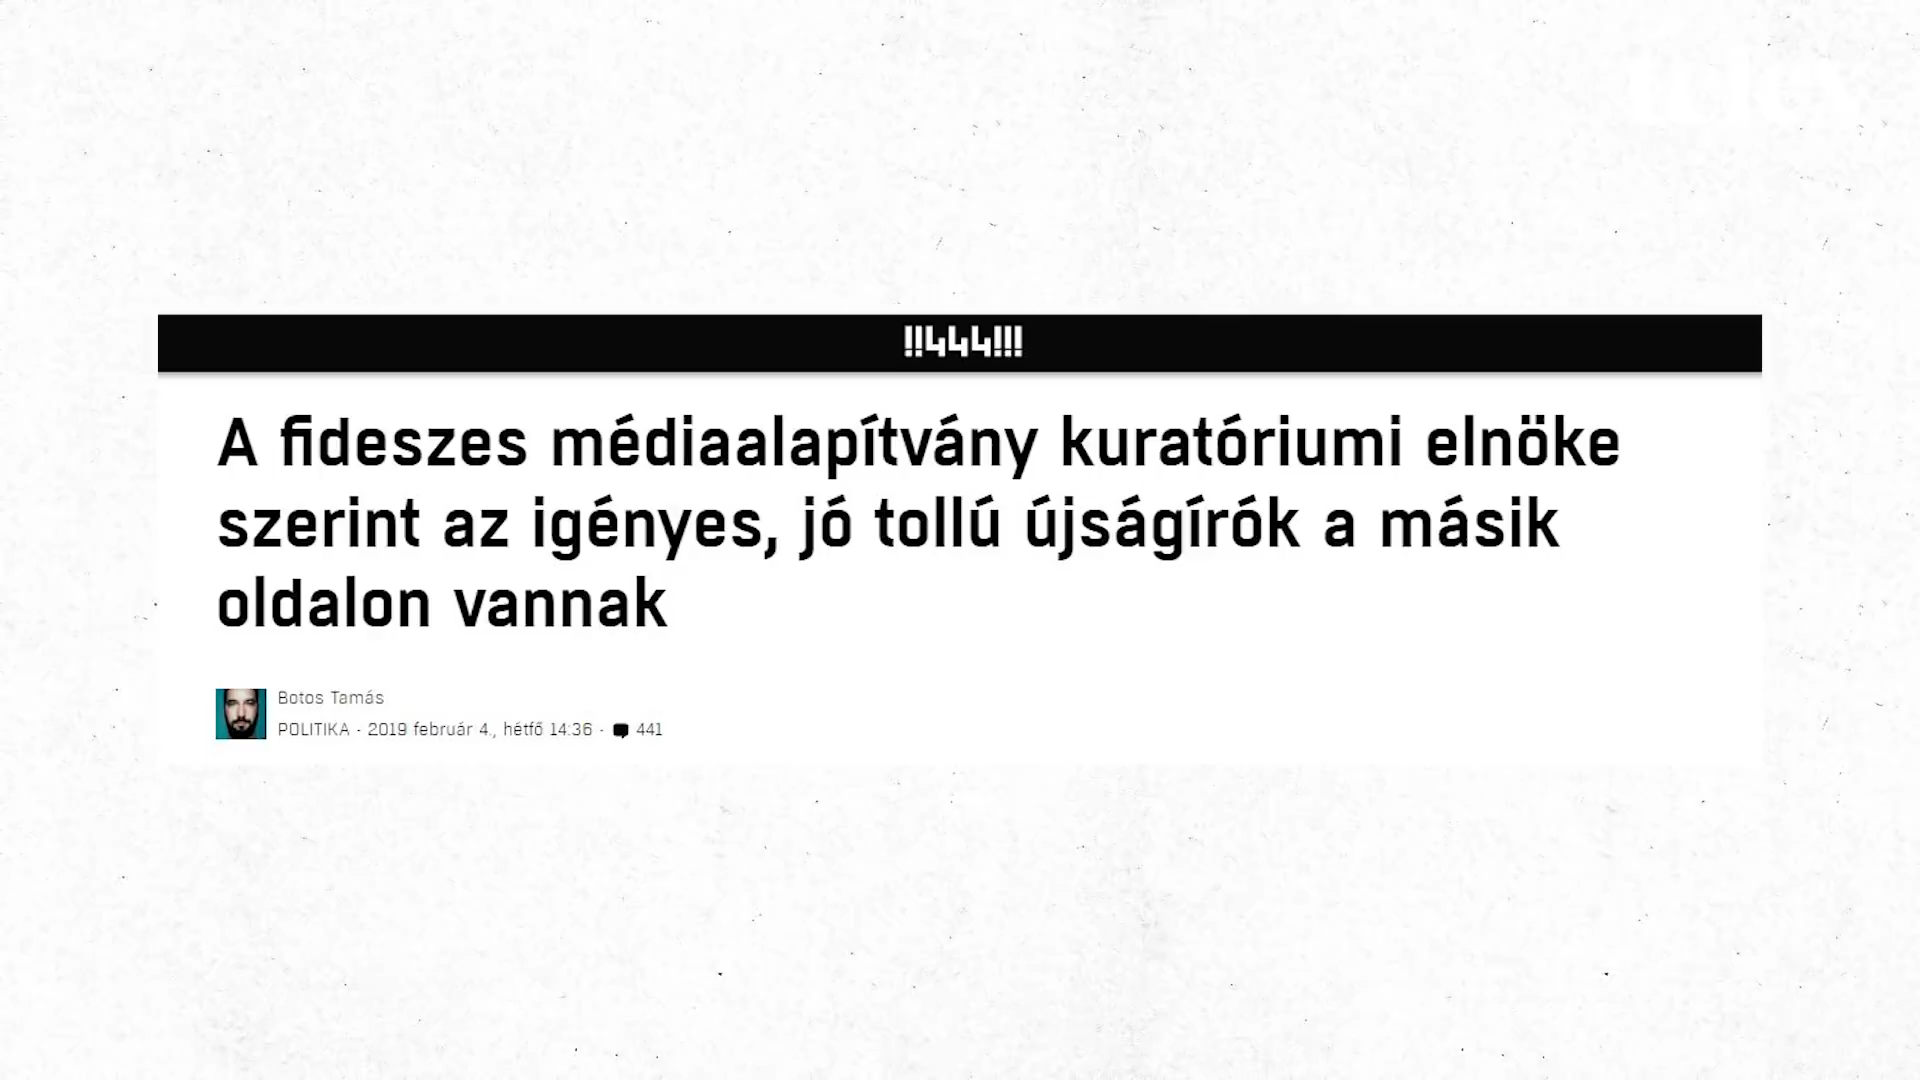 !!444!!!
A fideszes médiaalapítvány kuratóriumi elnöke
szerint az igényes, jó tollú újságírók a másik
oldalon vannak
Botos Tamás
POLITIKA - 2019 február 4., hétfő 14:36 - 441